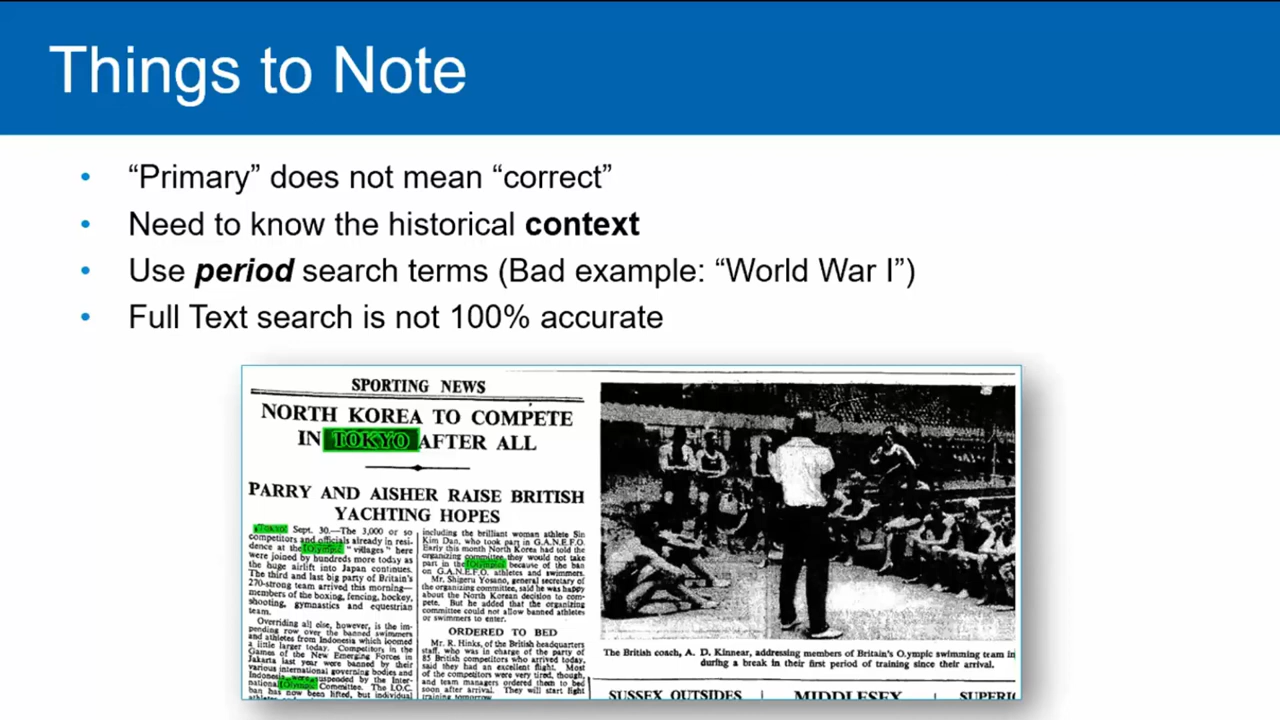 Things to Note
• “Primary” does not mean “correct”
• Need to know the historical context
• Use period search terms (Bad example: “World War I”)
• Full Text search is not 100% accurate
SPORTING NEWS
NORTH KOREA TO COMPETE
IN TOKYO AFTER ALL
PARRY AND AISHER RAISE BRITISH
YACHTING HOPES
TOKYO, Sept. 30.—The 3,000 or so
competitors and officials already in resi-
dence at the Olympic “villages” here
were joined by hundreds more today as
the huge airlift into Japan continues.
The third and last big party of Britain's
270-strong team arrived this morning—
members of the boxing, fencing, hockey,
shooting, gymnastics and equestrian
team.
Overriding all else, however, is the im-
pending row over the banned swimmers
and athletes from Indonesia which loomed
a little larger today. Competitors in the
Games of the New Emerging Forces in
Jakarta last year were banned by their
various international governing bodies and
Indonesia were suspended by the Inter-
national Olympic Committee. The I.O.C.
ban has now been lifted, but individual
including the brilliant woman athlete Sin
Kim Dan, who took part in G.A.N.E.F.O.
Early this month North Korea had told the
organizing committee they would not take
part in the Olympics because of the ban
on G.A.N.E.F.O. athletes and swimmers.
Mr. Shigeru Yosano, general secretary of
the organizing committee, said he was happy
about the North Korean decision to com-
pete. But he added that the organizing
committee could not allow banned athletes
or swimmers to enter.
ORDERED TO BED
Mr. R. Hinks, of the British headquarters
staff, who was in charge of the party of
85 British competitors who arrived today,
said they had an excellent flight. Most
of the competitors were very tired, though,
and team managers ordered them to bed
soon after arrival. They will start light
training tomorrow.
The British coach, A. D. Kinnear, addressing members of Britain's O.ympic swimming team in
during a break in their first period of training since their arrival.
SUSSEX OUTSIDES
MIDDLESEX
SUPERI